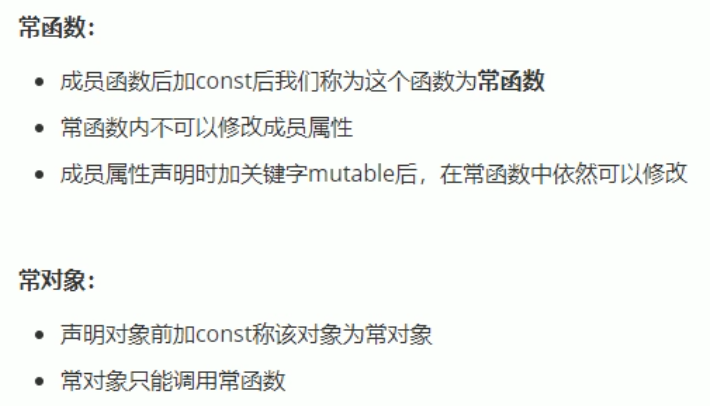 常函数：
成员函数后加const后我们称为这个函数为常函数
常函数内不可以修改成员属性
成员属性声明时加关键字mutable后，在常函数中依然可以修改
常对象：
声明对象前加const称该对象为常对象
常对象只能调用常函数